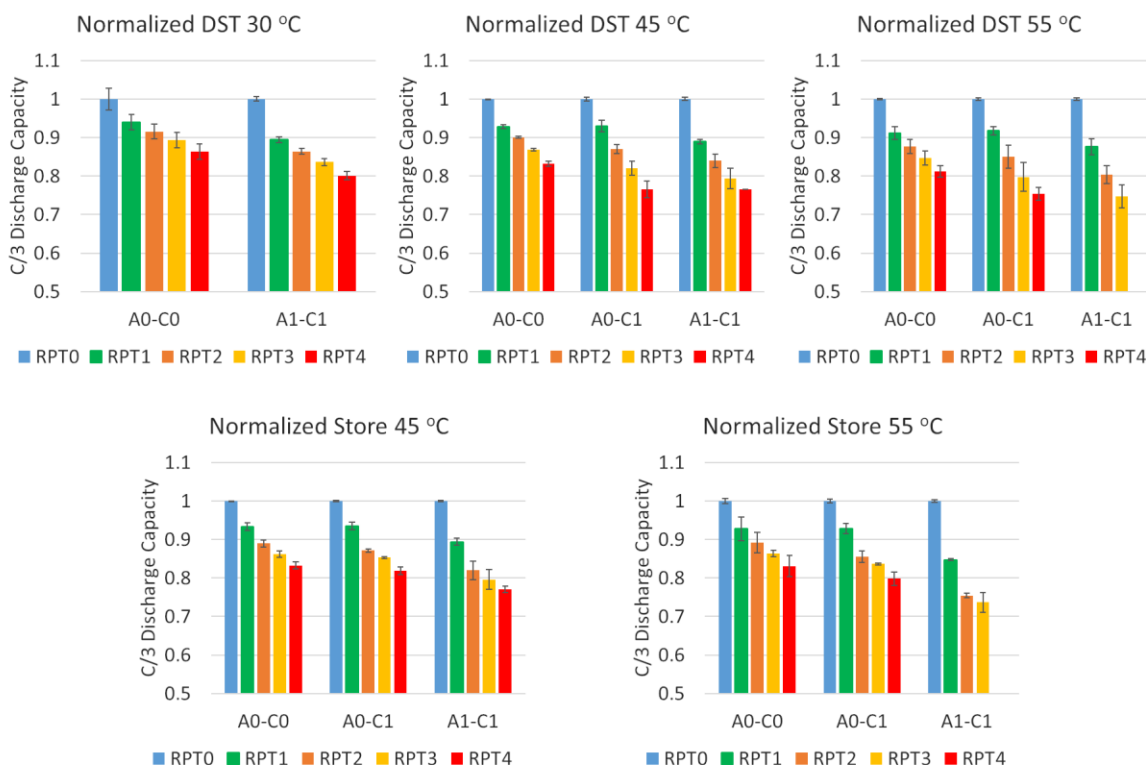 Normalized DST 30 °C
C/3 Discharge Capacity
1.1
1
0.9
0.8
0.7
0.6
0.5
A0-C0 A1-C1
RPT0 RPT1 RPT2 RPT3 RPT4
Normalized DST 45 °C
C/3 Discharge Capacity
1.1
1
0.9
0.8
0.7
0.6
0.5
A0-C0 A0-C1 A1-C1
RPT0 RPT1 RPT2 RPT3 RPT4
Normalized DST 55 °C
C/3 Discharge Capacity
1.1
1
0.9
0.8
0.7
0.6
0.5
A0-C0 A0-C1 A1-C1
RPT0 RPT1 RPT2 RPT3 RPT4
Normalized Store 45 °C
C/3 Discharge Capacity
1.1
1
0.9
0.8
0.7
0.6
0.5
A0-C0 A0-C1 A1-C1
RPT0 RPT1 RPT2 RPT3 RPT4
Normalized Store 55 °C
C/3 Discharge Capacity
1.1
1
0.9
0.8
0.7
0.6
0.5
A0-C0 A0-C1 A1-C1
RPT0 RPT1 RPT2 RPT3 RPT4